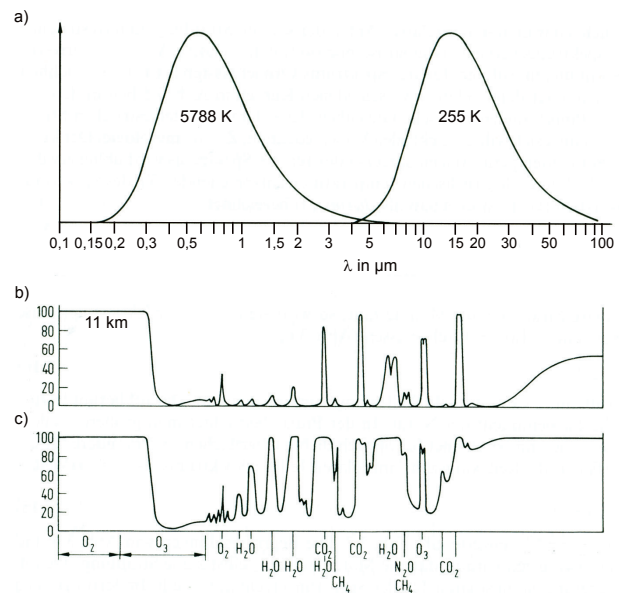 a)
5788 K
255 K
0,1 0,15 0,2 0,3 0,5 1 1,5 2 3 5 10 15 20 30 50 100
λ in µm
b)
100
80
60
40
20
0
11 km
c)
100
80
60
40
20
0
O2 O3 O2 H2O CO2 CO2 H2O O3
H2O H2O H2O N2O CO2
CH4 CH4